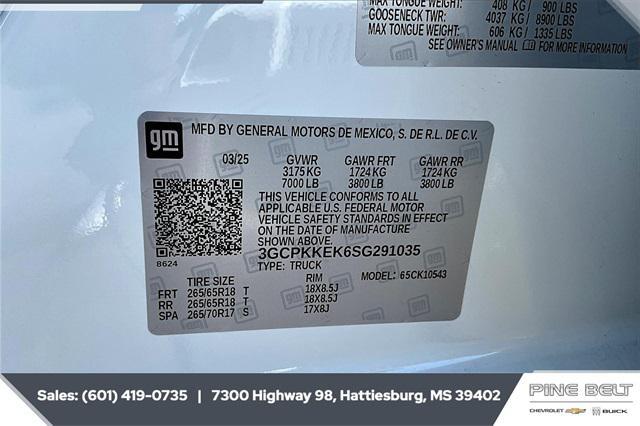 MAX TONGUE WEIGHT: 408 KG / 900 LBS
GOOSENECK TWR: 4037 KG / 8900 LBS
MAX TONGUE WEIGHT: 606 KG / 1335 LBS
SEE OWNER'S MANUAL FOR MORE INFORMATION
gm MFD BY GENERAL MOTORS DE MEXICO, S. DE R.L. DE C.V.
03/25 GVWR GAWR FRT GAWR RR
3175 KG 1724 KG 1724 KG
7000 LB 3800 LB 3800 LB
THIS VEHICLE CONFORMS TO ALL
APPLICABLE U.S. FEDERAL MOTOR
VEHICLE SAFETY STANDARDS IN EFFECT
ON THE DATE OF MANUFACTURE
SHOWN ABOVE.
3GCPKKEK6SG291035
8624 TYPE: TRUCK MODEL: 65CK10543
TIRE SIZE RIM
FRT 265/65R18 T 18X8.5J
RR 265/65R18 T 18X8.5J
SPA 265/70R17 S 17X8J
Sales: (601) 419-0735 | 7300 Highway 98, Hattiesburg, MS 39402
PINE BELT
CHEVROLET BUICK